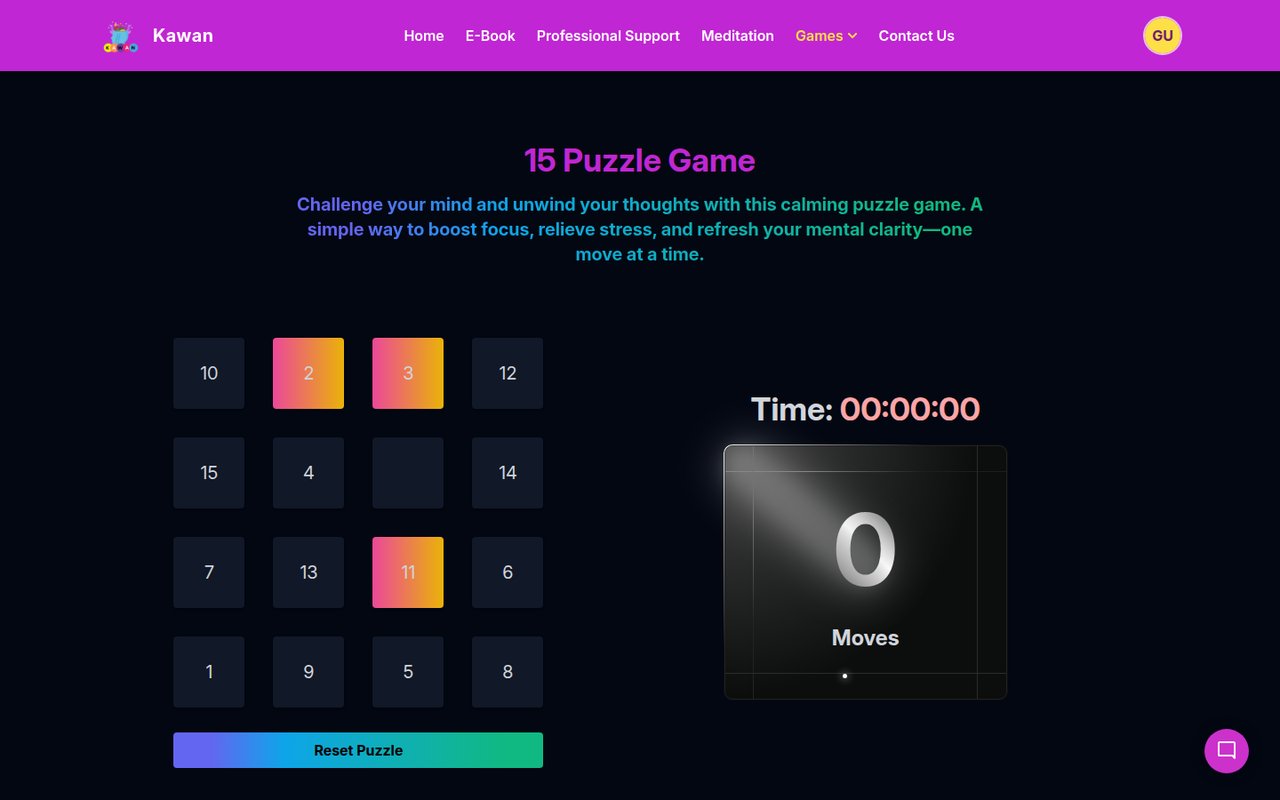 KAWAN
Kawan
Home
E-Book
Professional Support
Meditation
Games
Contact Us
GU
15 Puzzle Game
Challenge your mind and unwind your thoughts with this calming puzzle game. A
simple way to boost focus, relieve stress, and refresh your mental clarity—one
move at a time.
10 2 3 12
15 4 14
7 13 11 6
1 9 5 8
Reset Puzzle
Time: 00:00:00
0
Moves